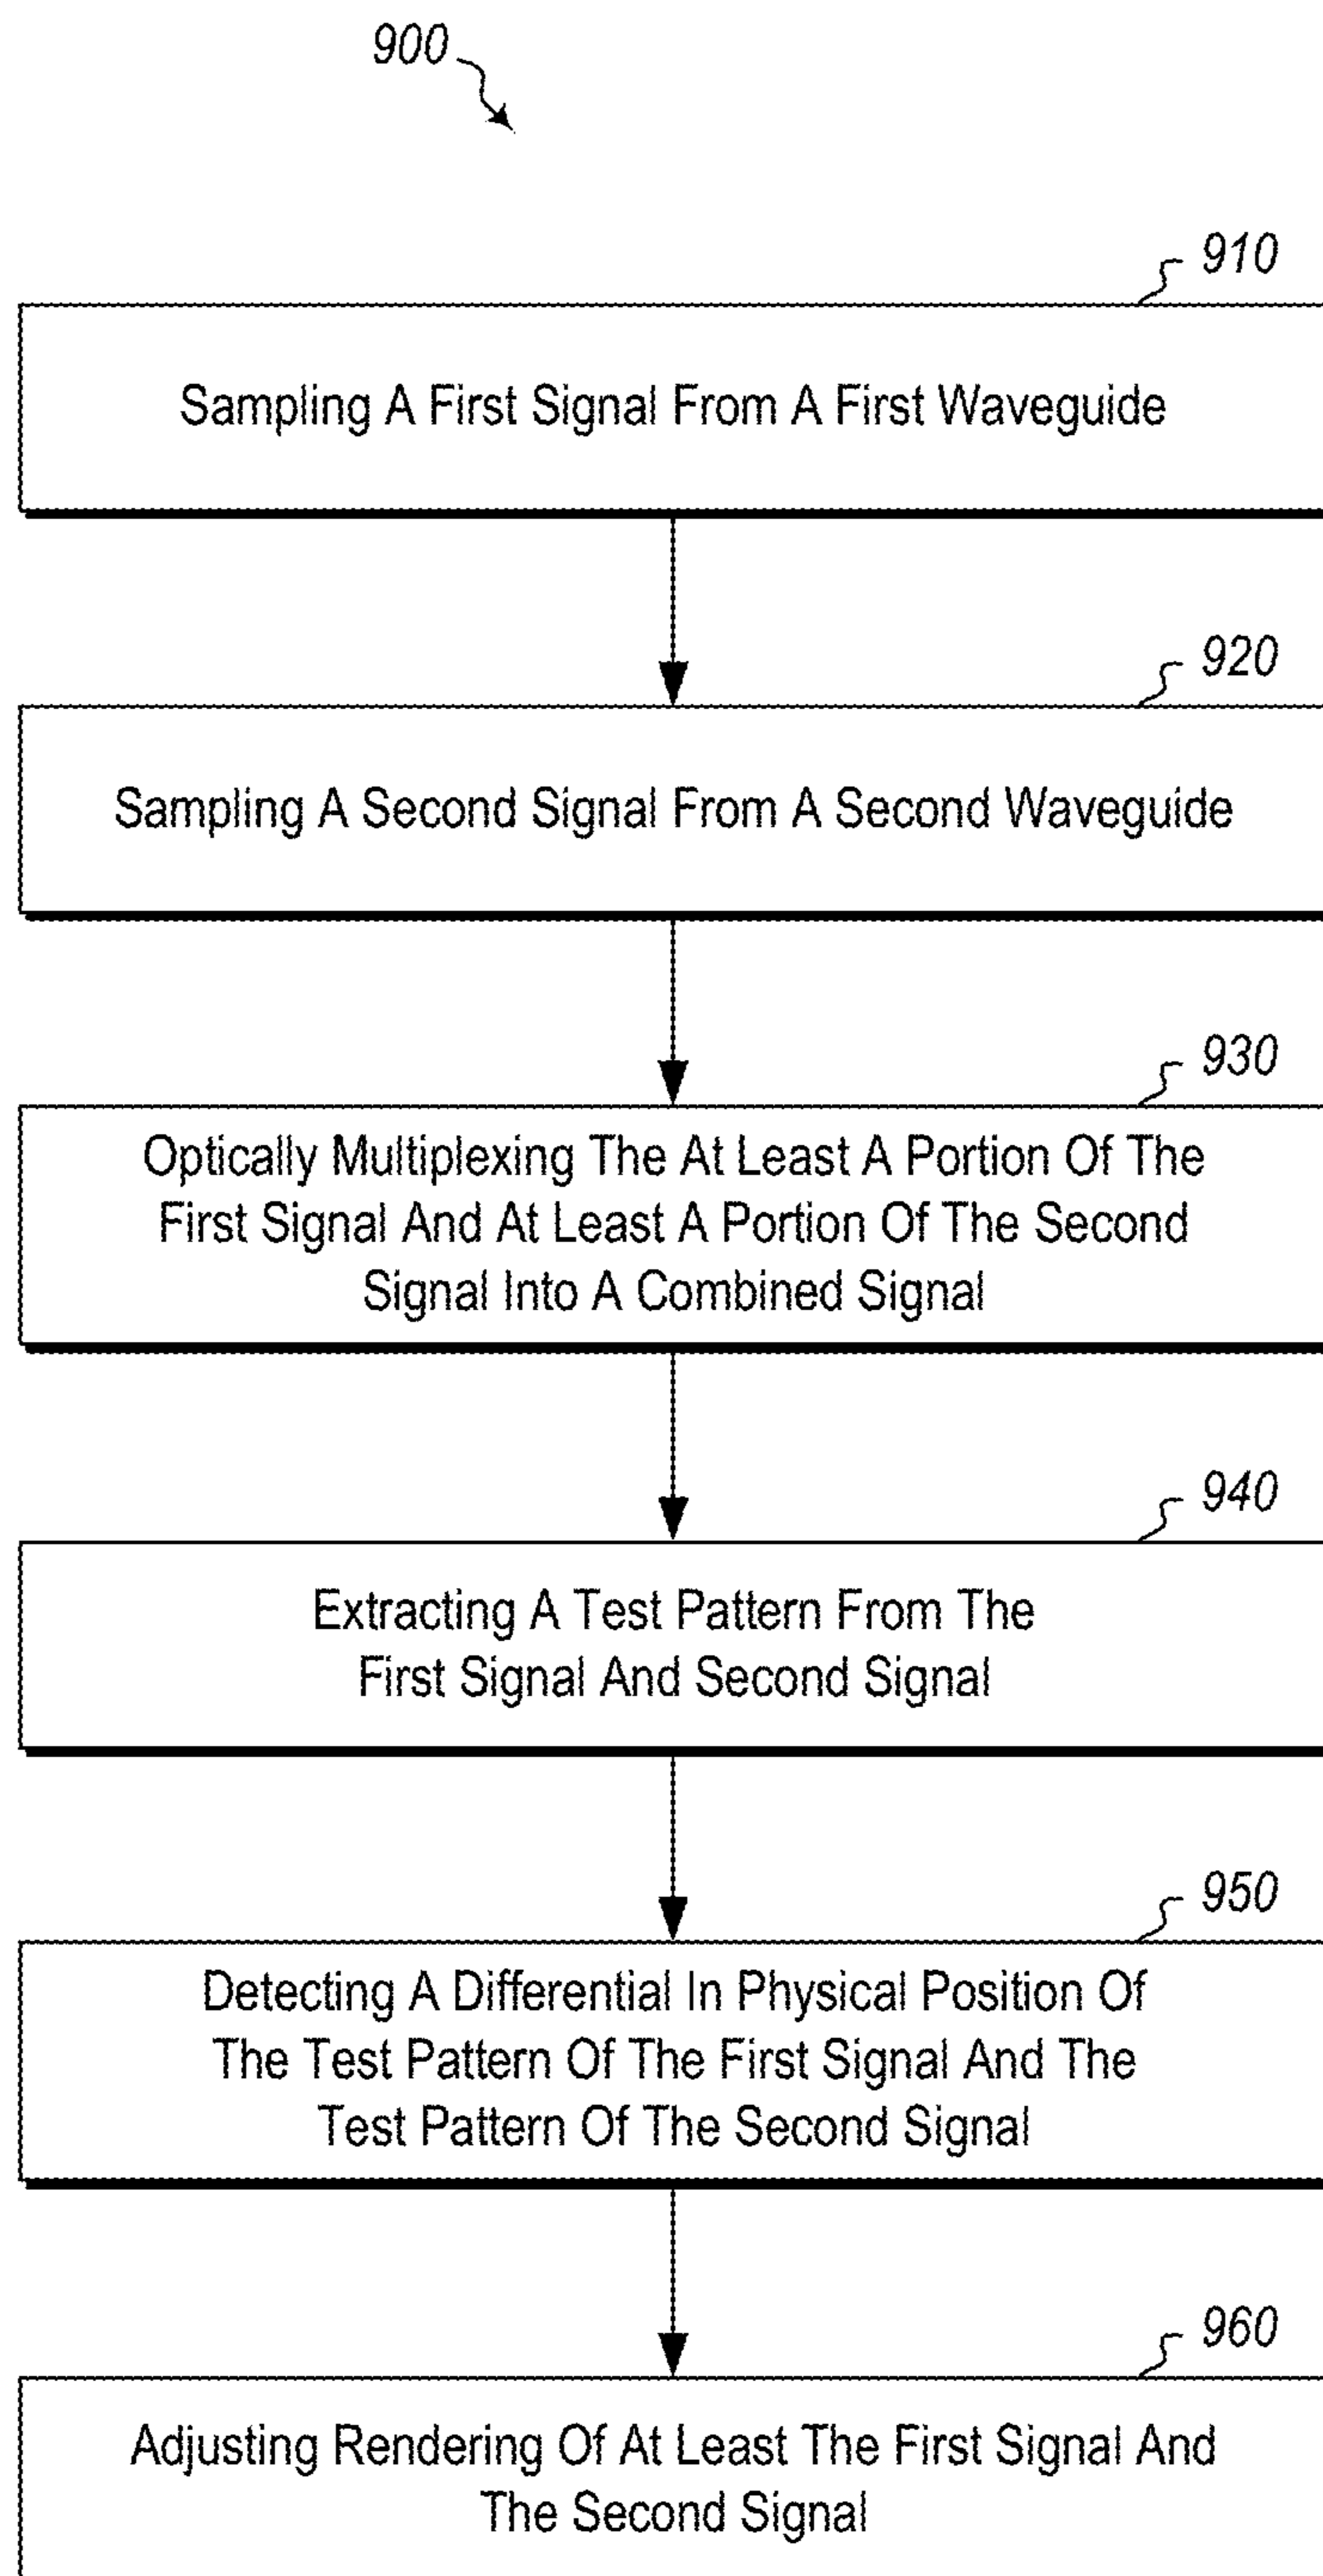 900
910
Sampling A First Signal From A First Waveguide
920
Sampling A Second Signal From A Second Waveguide
930
Optically Multiplexing The At Least A Portion Of The
First Signal And At Least A Portion Of The Second
Signal Into A Combined Signal
940
Extracting A Test Pattern From The
First Signal And Second Signal
950
Detecting A Differential In Physical Position Of
The Test Pattern Of The First Signal And The
Test Pattern Of The Second Signal
960
Adjusting Rendering Of At Least The First Signal And
The Second Signal